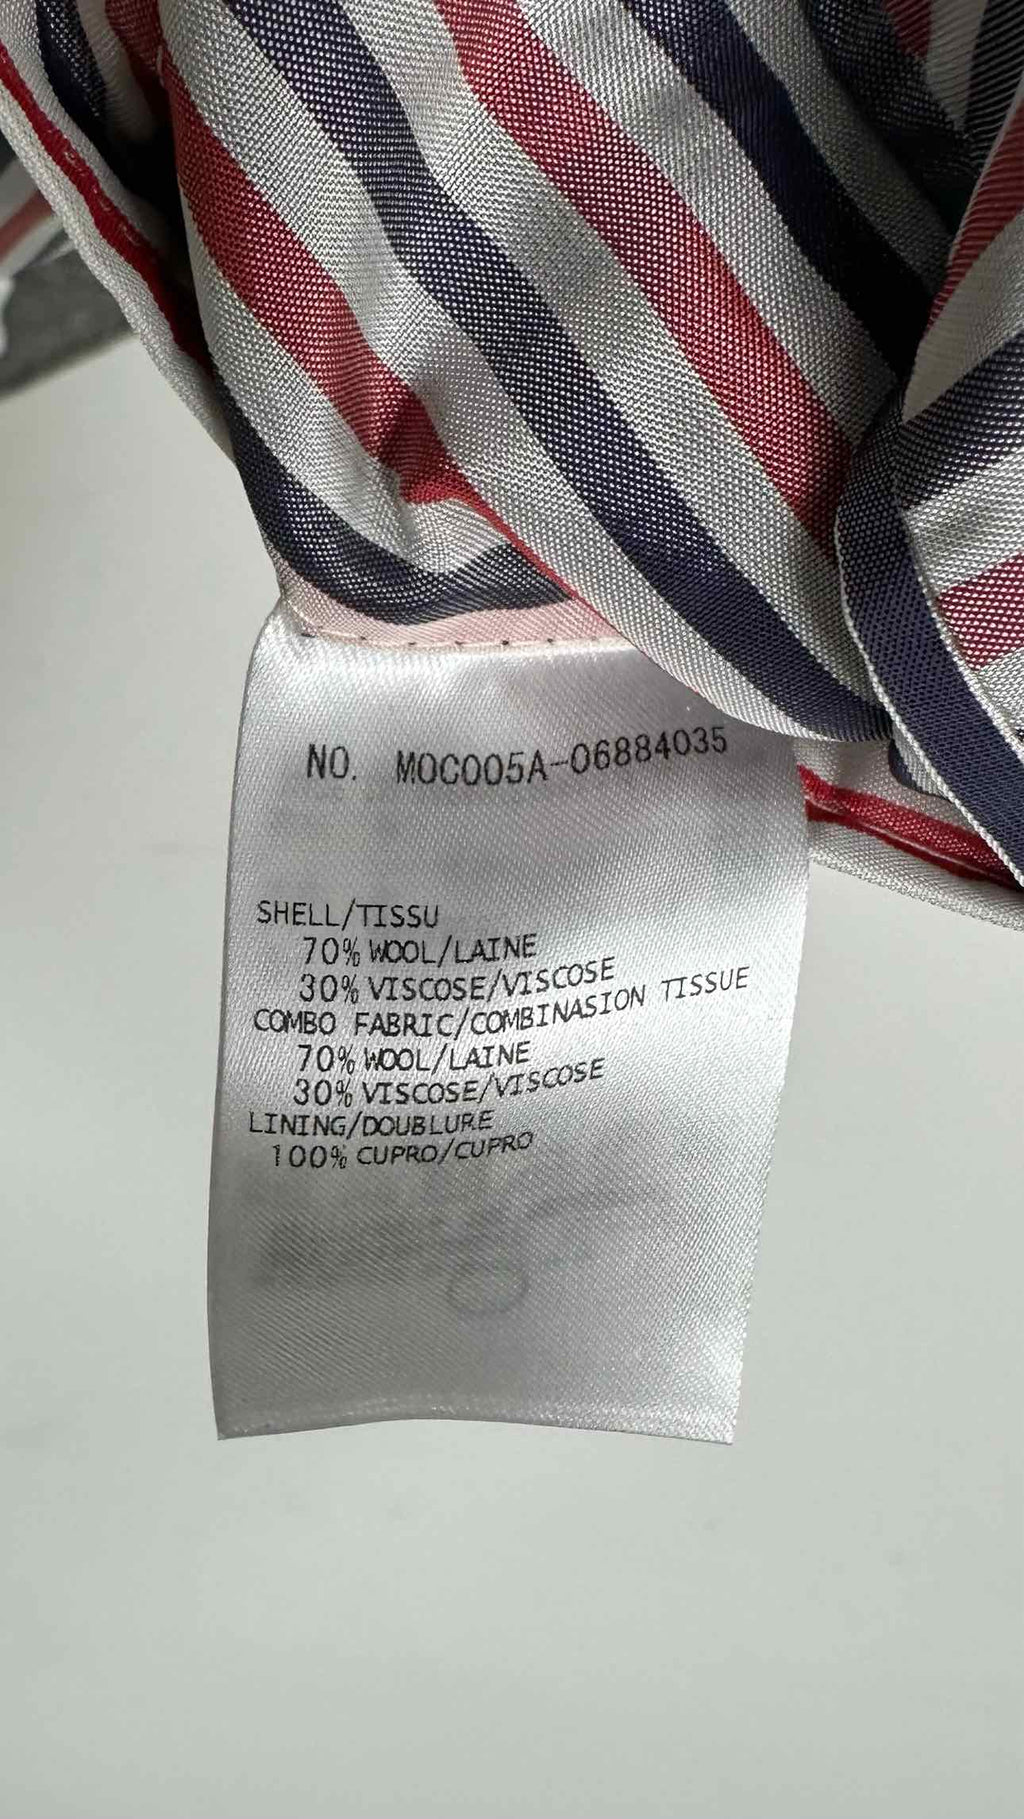 NO. MOC005A-06884035
SHELL/TISSU
70% WOOL/LAINE
30% VISCOSE/VISCOSE
COMBO FABRIC/COMBINASION TISSUE
70% WOOL/LAINE
30% VISCOSE/VISCOSE
LINING/DOUBLURE
100% CUPRO/CUPRO